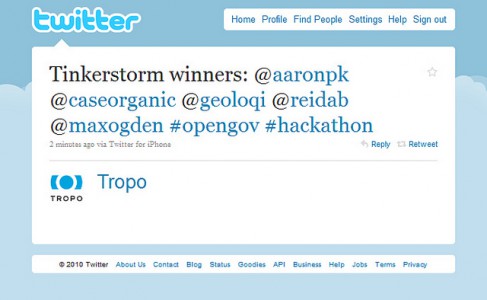 twitter
Home Profile Find People Settings Help Sign out
Tinkerstorm winners: @aaronpk
@caseorganic @geoloqi @reidab
@maxogden #opengov #hackathon
2 minutes ago via Twitter for iPhone
Reply Retweet
TROPO
Tropo
© 2010 Twitter About Us Contact Blog Status Goodies API Business Help Jobs Terms Privacy